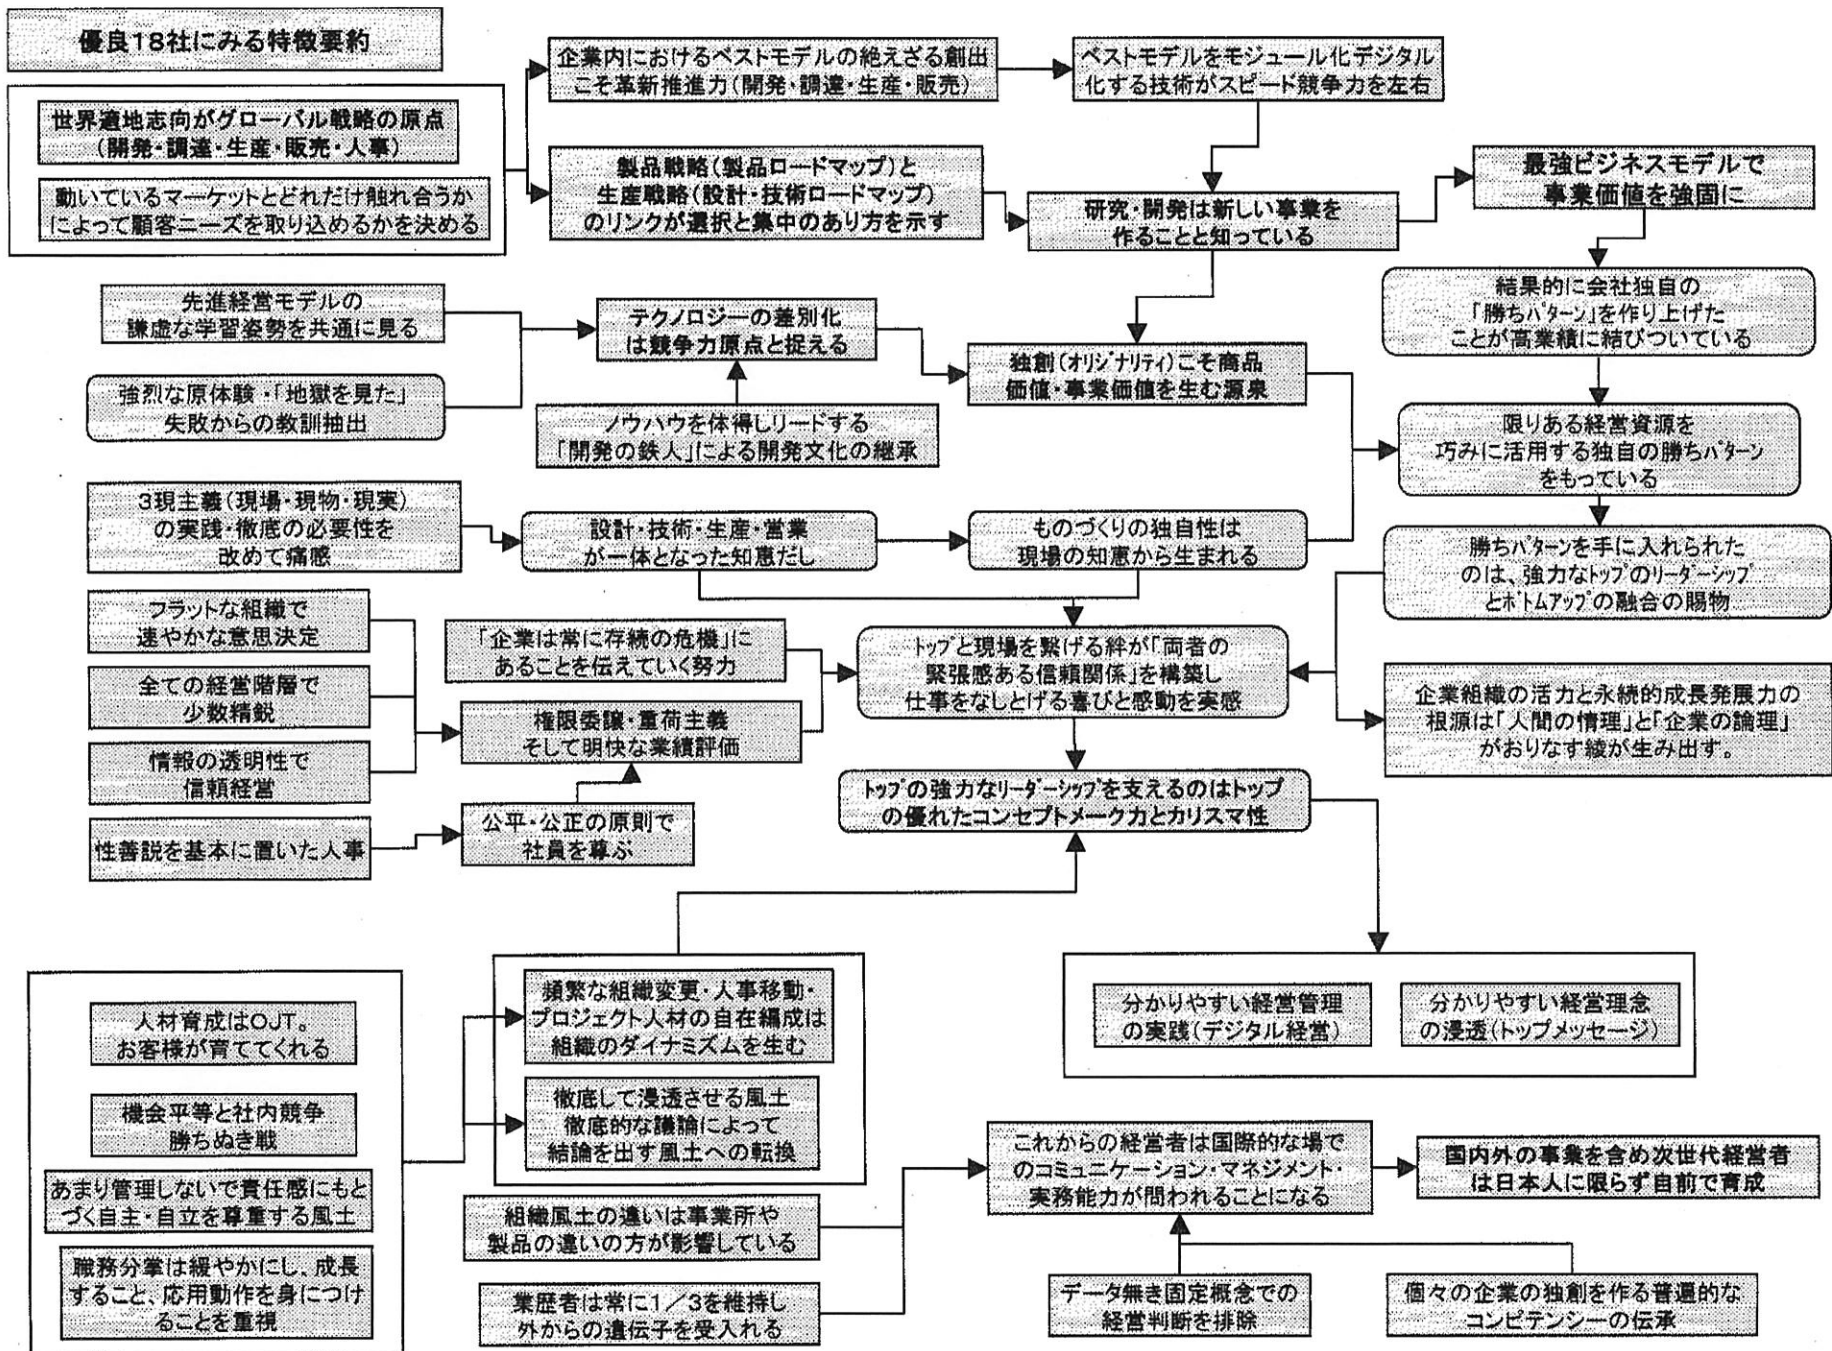 優良18社にみる特徴要約
世界適地志向がグローバル戦略の原点
(開発・調達・生産・販売・人事)
動いているマーケットとどれだけ触れ合うか
によって顧客ニーズを取り込めるかを決める
企業内におけるベストモデルの絶えざる創出
こそ革新推進力(開発・調達・生産・販売)
ベストモデルをモジュール化デジタル
化する技術がスピード競争力を左右
製品戦略(製品ロードマップ)と
生産戦略(設計・技術ロードマップ)
のリンクが選択と集中のあり方を示す
研究・開発は新しい事業を
作ることと知っている
最強ビジネスモデルで
事業価値を強固に
先進経営モデルの
謙虚な学習姿勢を共通に見る
強烈な原体験・「地獄を見た」
失敗からの教訓抽出
テクノロジーの差別化
は競争力原点と捉える
ノウハウを体得しリードする
「開発の鉄人」による開発文化の継承
独創(オリジナリティ)こそ商品
価値・事業価値を生む源泉
結果的に会社独自の
「勝ちパターン」を作り上げた
ことが高業績に結びついている
限りある経営資源を
巧みに活用する独自の勝ちパターン
をもっている
3現主義(現場・現物・現実)
の実践・徹底の必要性を
改めて痛感
設計・技術・生産・営業
が一体となった知恵だし
ものづくりの独自性は
現場の知恵から生まれる
勝ちパターンを手に入れられた
のは、強力なトップのリーダーシップ
とボトムアップの融合の賜物
フラットな組織で
速やかな意思決定
全ての経営階層で
少数精鋭
情報の透明性で
信頼経営
性善説を基本に置いた人事
「企業は常に存続の危機」に
あることを伝えていく努力
権限委譲・重荷主義
そして明快な業績評価
公平・公正の原則で
社員を尊ぶ
トップと現場を繋げる絆が「両者の
緊張感ある信頼関係」を構築し
仕事をなしとげる喜びと感動を実感
企業組織の活力と永続的成長発展力の
根源は「人間の情理」と「企業の論理」
がおりなす綾が生み出す。
トップの強力なリーダーシップを支えるのはトップ
の優れたコンセプトメーク力とカリスマ性
人材育成はOJT。
お客様が育ててくれる
機会平等と社内競争
勝ちぬき戦
あまり管理しないで責任感にもと
づく自主・自立を尊重する風土
職務分掌は緩やかにし、成長
すること、応用動作を身につけ
ることを重視
頻繁な組織変更・人事移動・
プロジェクト人材の自在編成は
組織のダイナミズムを生む
徹底して浸透させる風土
徹底的な議論によって
結論を出す風土への転換
分かりやすい経営管理
の実践(デジタル経営)
分かりやすい経営理念
の浸透(トップメッセージ)
組織風土の違いは事業所や
製品の違いの方が影響している
業歴者は常に1/3を維持し
外からの遺伝子を受入れる
これからの経営者は国際的な場で
のコミュニケーション・マネジメント・
実務能力が問われることになる
国内外の事業を含め次世代経営者
は日本人に限らず自前で育成
データ無き固定概念での
経営判断を排除
個々の企業の独創を作る普遍的な
コンピテンシーの伝承